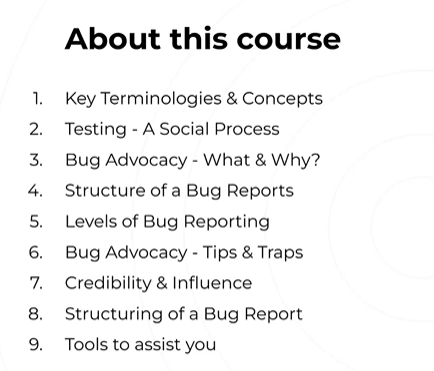 About this course
1. Key Terminologies & Concepts
2. Testing - A Social Process
3. Bug Advocacy - What & Why?
4. Structure of a Bug Reports
5. Levels of Bug Reporting
6. Bug Advocacy - Tips & Traps
7. Credibility & Influence
8. Structuring of a Bug Report
9. Tools to assist you